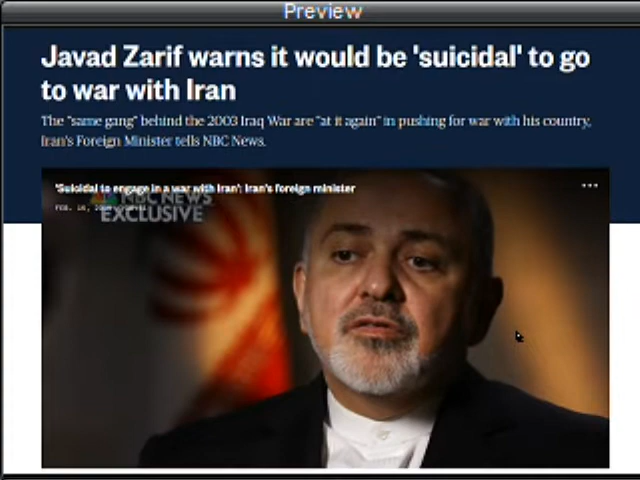 Preview
Javad Zarif warns it would be 'suicidal' to go
to war with Iran
The "same gang" behind the 2003 Iraq War are "at it again" in pushing for war with his country,
Iran's Foreign Minister tells NBC News.
'Suicidal to engage in a war with Iran': Iran's foreign minister
NBC NEWS
FEB. 16,
EXCLUSIVE